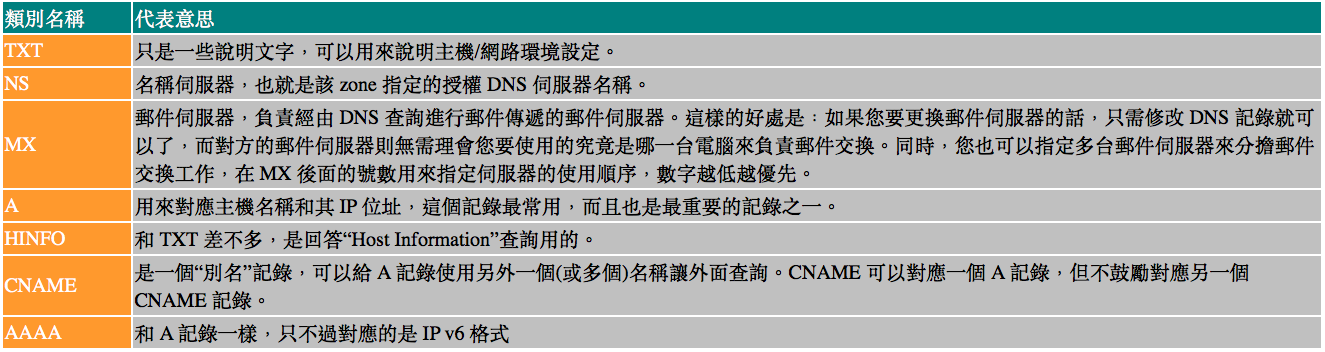 類別名稱 代表意思
TXT 只是一些說明文字，可以用來說明主機/網路環境設定。
NS 名稱伺服器，也就是該 zone 指定的授權 DNS 伺服器名稱。
郵件伺服器，負責經由 DNS 查詢進行郵件傳遞的郵件伺服器。這樣的好處是：如果您要更換郵件伺服器的話，只需修改 DNS 記錄就可
MX 以了，而對方的郵件伺服器則無需理會您要使用的究竟是哪一台電腦來負責郵件交換。同時，您也可以指定多台郵件伺服器來分擔郵件
交換工作，在 MX 後面的號數用來指定伺服器的使用順序，數字越低越優先。
A 用來對應主機名稱和其 IP 位址，這個記錄最常用，而且也是最重要的記錄之一。
HINFO 和 TXT 差不多，是回答“Host Information”查詢用的。
CNAME 是一個“別名”記錄，可以給 A 記錄使用另外一個(或多個)名稱讓外面查詢。CNAME 可以對應一個 A 記錄，但不鼓勵對應另一個
CNAME 記錄。
AAAA 和 A 記錄一樣，只不過對應的是 IP v6 格式